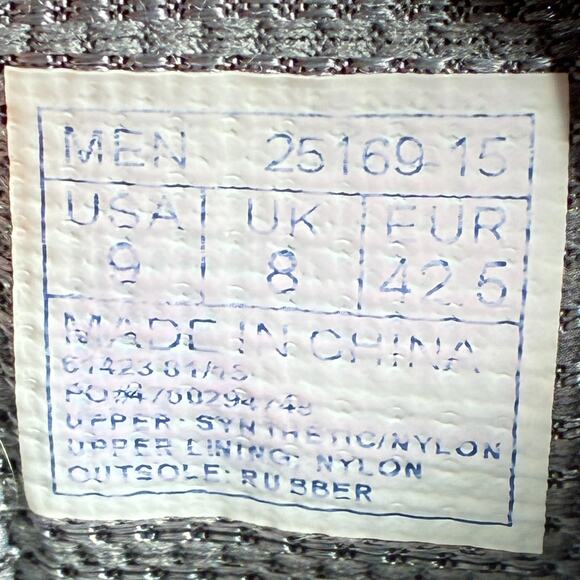 MEN 25169-15
USA UK EUR
9 8 42.5
MADE IN CHINA
UPPER: SYNTHETIC/NYLON
UPPER LINING: NYLON
OUTSOLE: RUBBER